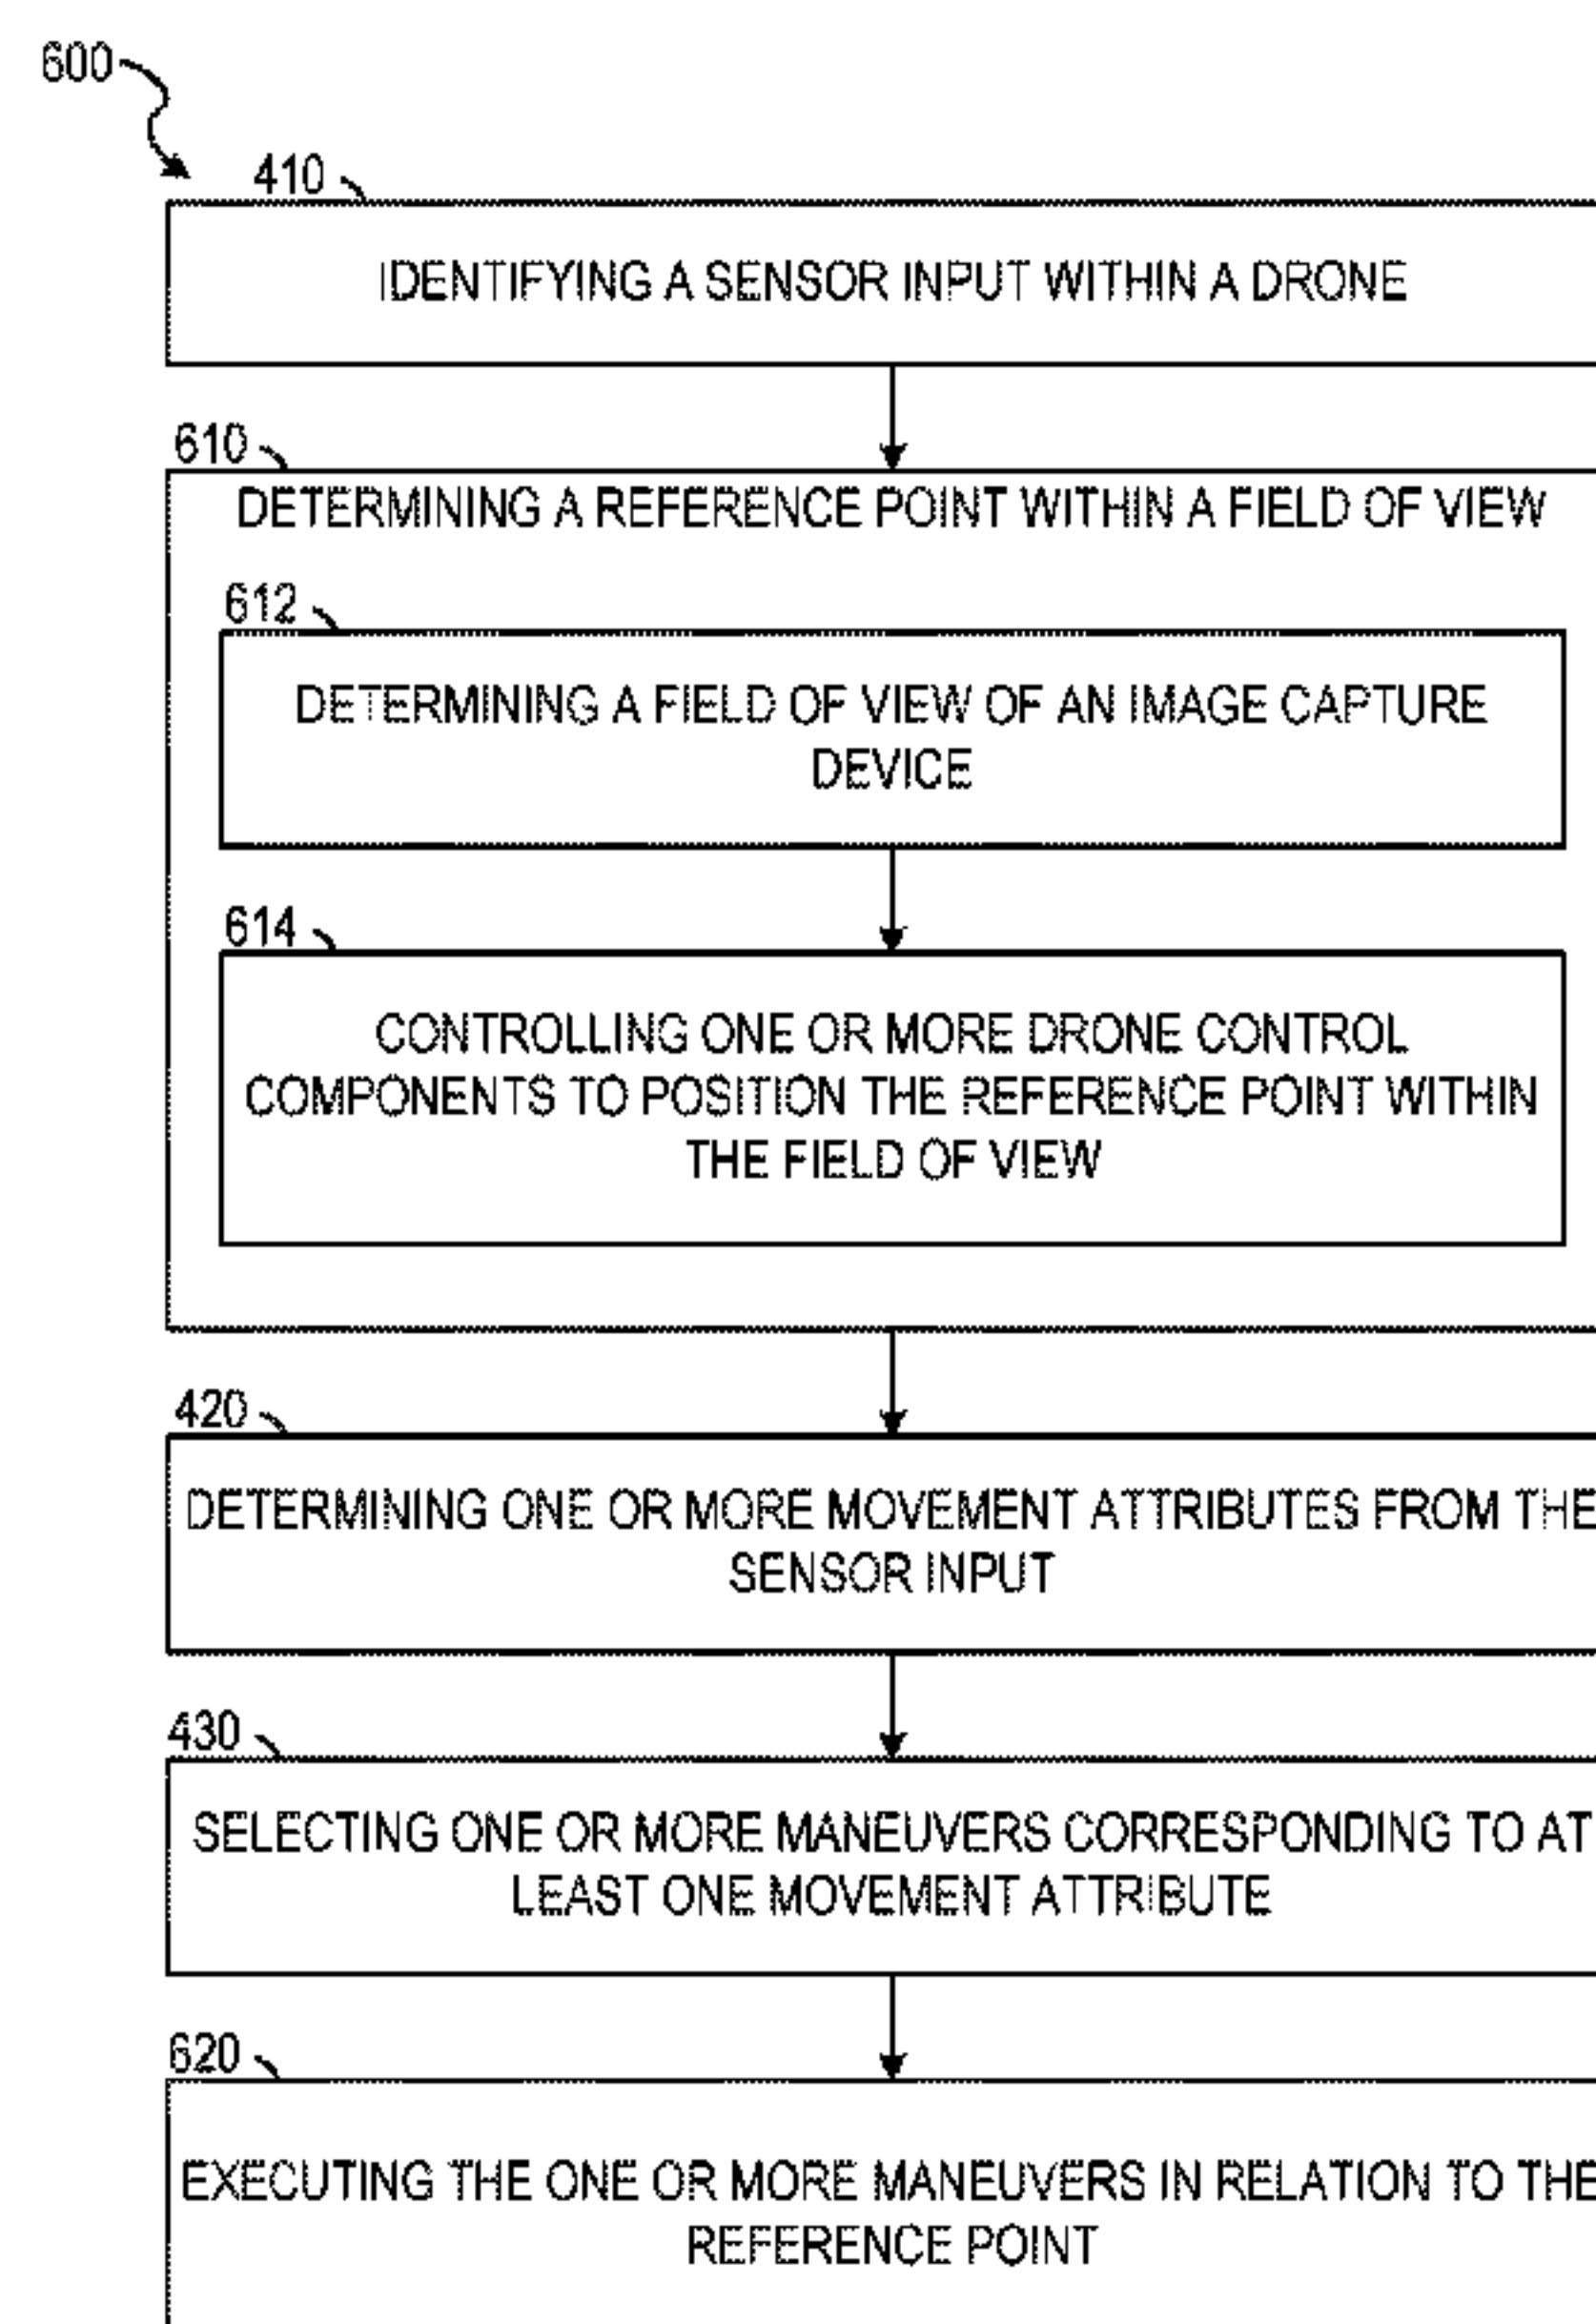 600
410
IDENTIFYING A SENSOR INPUT WITHIN A DRONE
610
DETERMINING A REFERENCE POINT WITHIN A FIELD OF VIEW
612
DETERMINING A FIELD OF VIEW OF AN IMAGE CAPTURE
DEVICE
614
CONTROLLING ONE OR MORE DRONE CONTROL
COMPONENTS TO POSITION THE REFERENCE POINT WITHIN
THE FIELD OF VIEW
420
DETERMINING ONE OR MORE MOVEMENT ATTRIBUTES FROM THE
SENSOR INPUT
430
SELECTING ONE OR MORE MANEUVERS CORRESPONDING TO AT
LEAST ONE MOVEMENT ATTRIBUTE
620
EXECUTING THE ONE OR MORE MANEUVERS IN RELATION TO THE
REFERENCE POINT